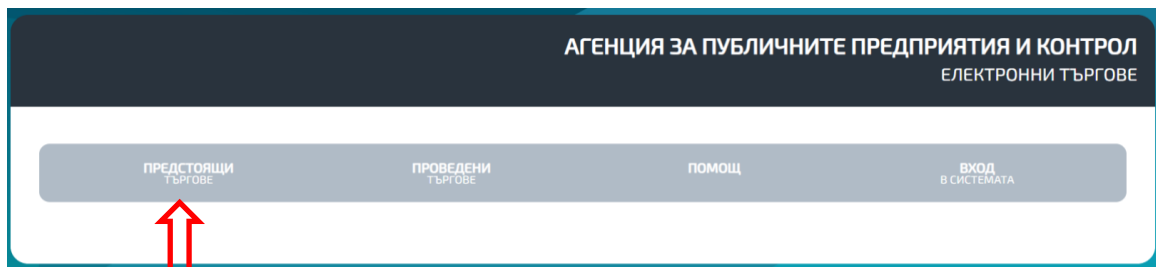 АГЕНЦИЯ ЗА ПУБЛИЧНИТЕ ПРЕДПРИЯТИЯ И КОНТРОЛ
ЕЛЕКТРОННИ ТЪРГОВЕ
ПРЕДСТОЯЩИ
ТЪРГОВЕ
ПРОВЕДЕНИ
ТЪРГОВЕ
ПОМОЩ
ВХОД
В СИСТЕМАТА